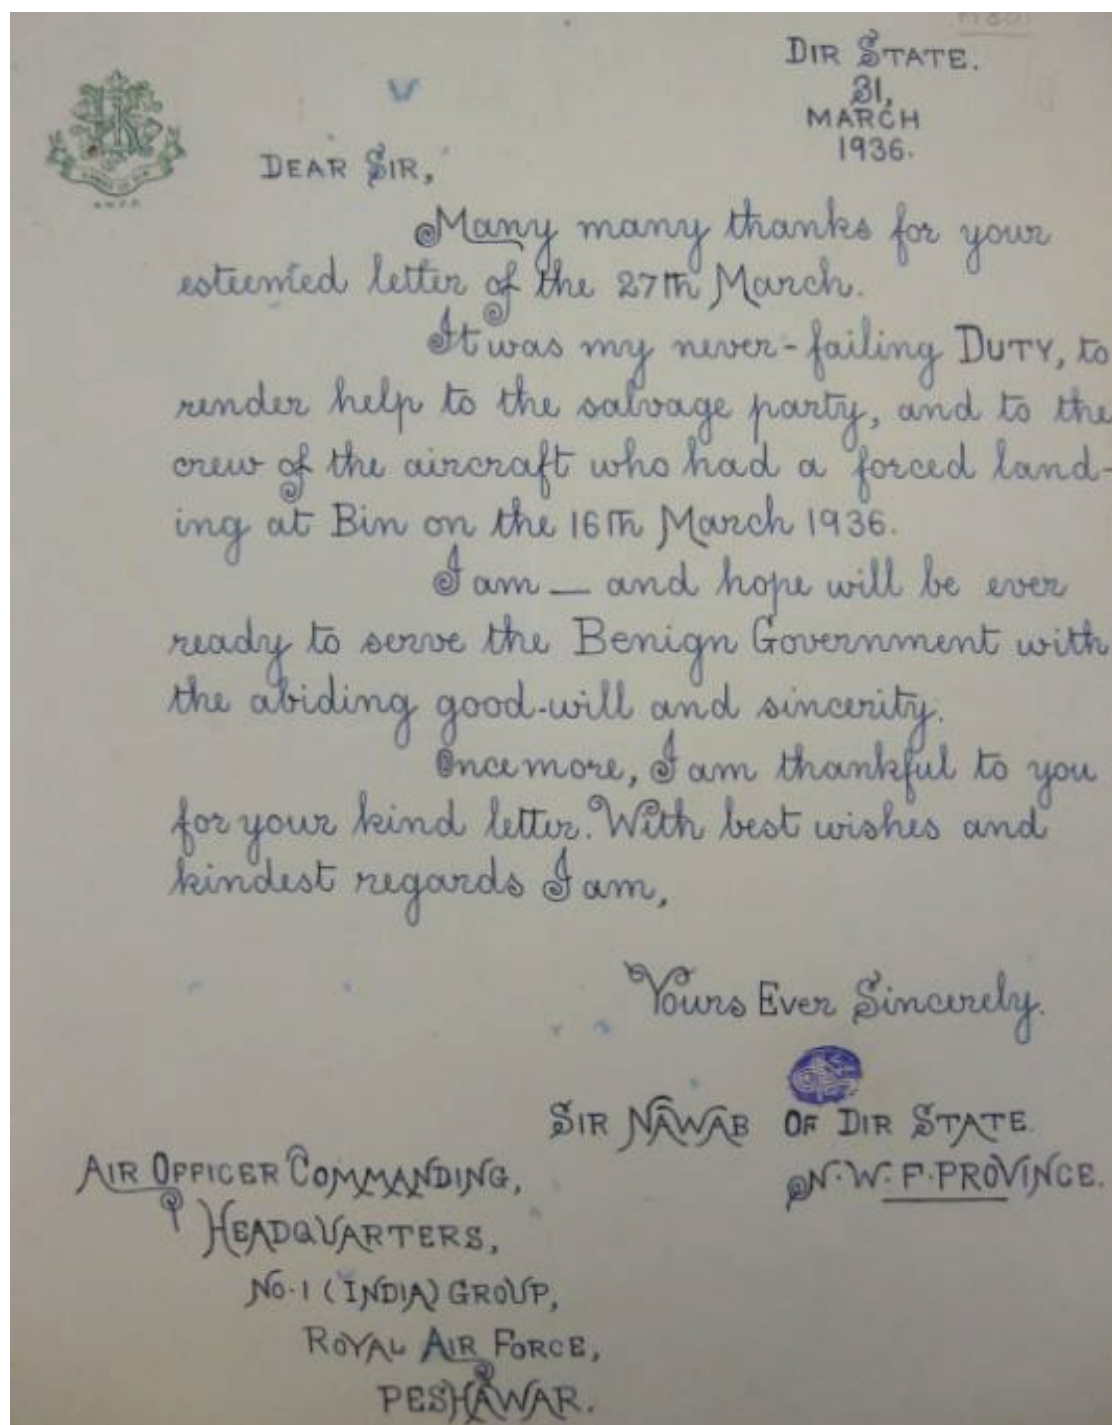 DIR STATE.
31,
MARCH
1936.
DEAR SIR,
Many many thanks for your
esteemed letter of the 27TH March.
It was my never-failing DUTY, to
render help to the salvage party, and to the
crew of the aircraft who had a forced land-
ing at Bin on the 16TH March 1936.
I am — and hope will be ever
ready to serve the Benign Government with
the abiding good-will and sincerity.
Once more, I am thankful to you
for your kind letter. With best wishes and
kindest regards I am,
Yours Ever Sincerely.
SIR NAWAB OF DIR STATE.
N.W.F. PROVINCE.
AIR OFFICER COMMANDING,
HEADQUARTERS,
No. 1 (INDIA) GROUP,
ROYAL AIR FORCE,
PESHAWAR.